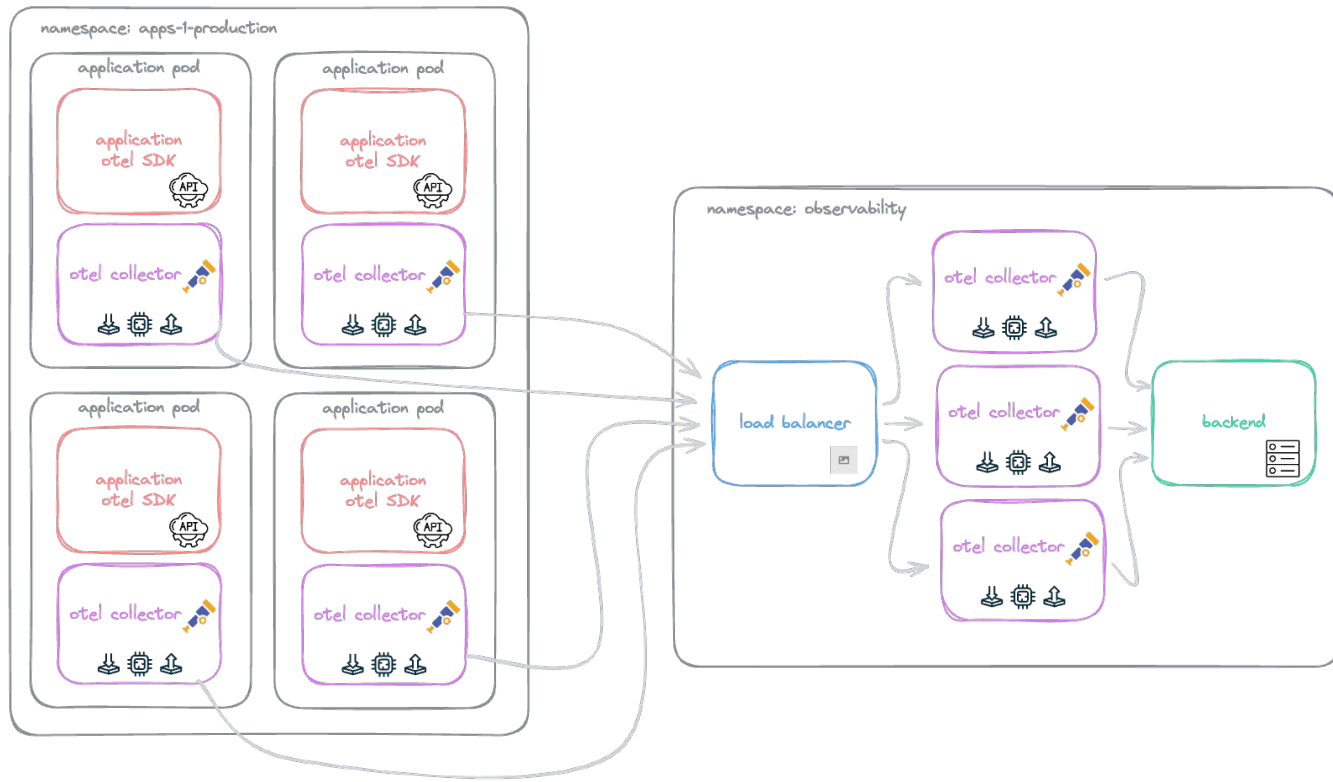 namespace: apps-1-production
application pod
application
otel SDK
API
otel collector
application pod
application
otel SDK
API
otel collector
application pod
application
otel SDK
API
otel collector
application pod
application
otel SDK
API
otel collector
namespace: observability
load balancer
otel collector
otel collector
otel collector
backend